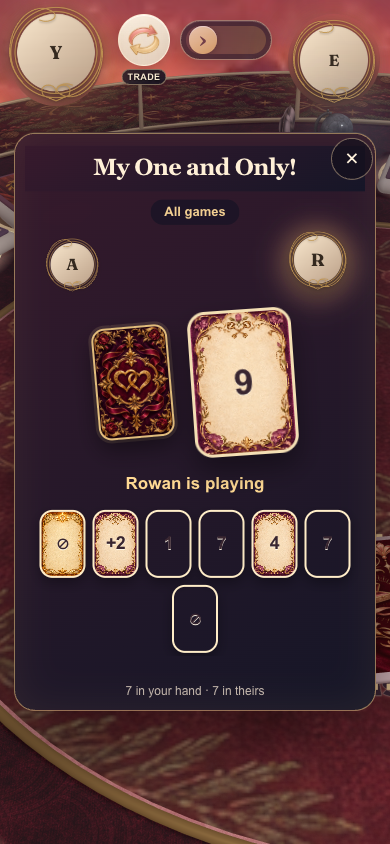 Y
E
TRADE
My One and Only!
All games
A
R
9
Rowan is playing
⊘ +2 1 7 4 7
⊘
7 in your hand · 7 in theirs